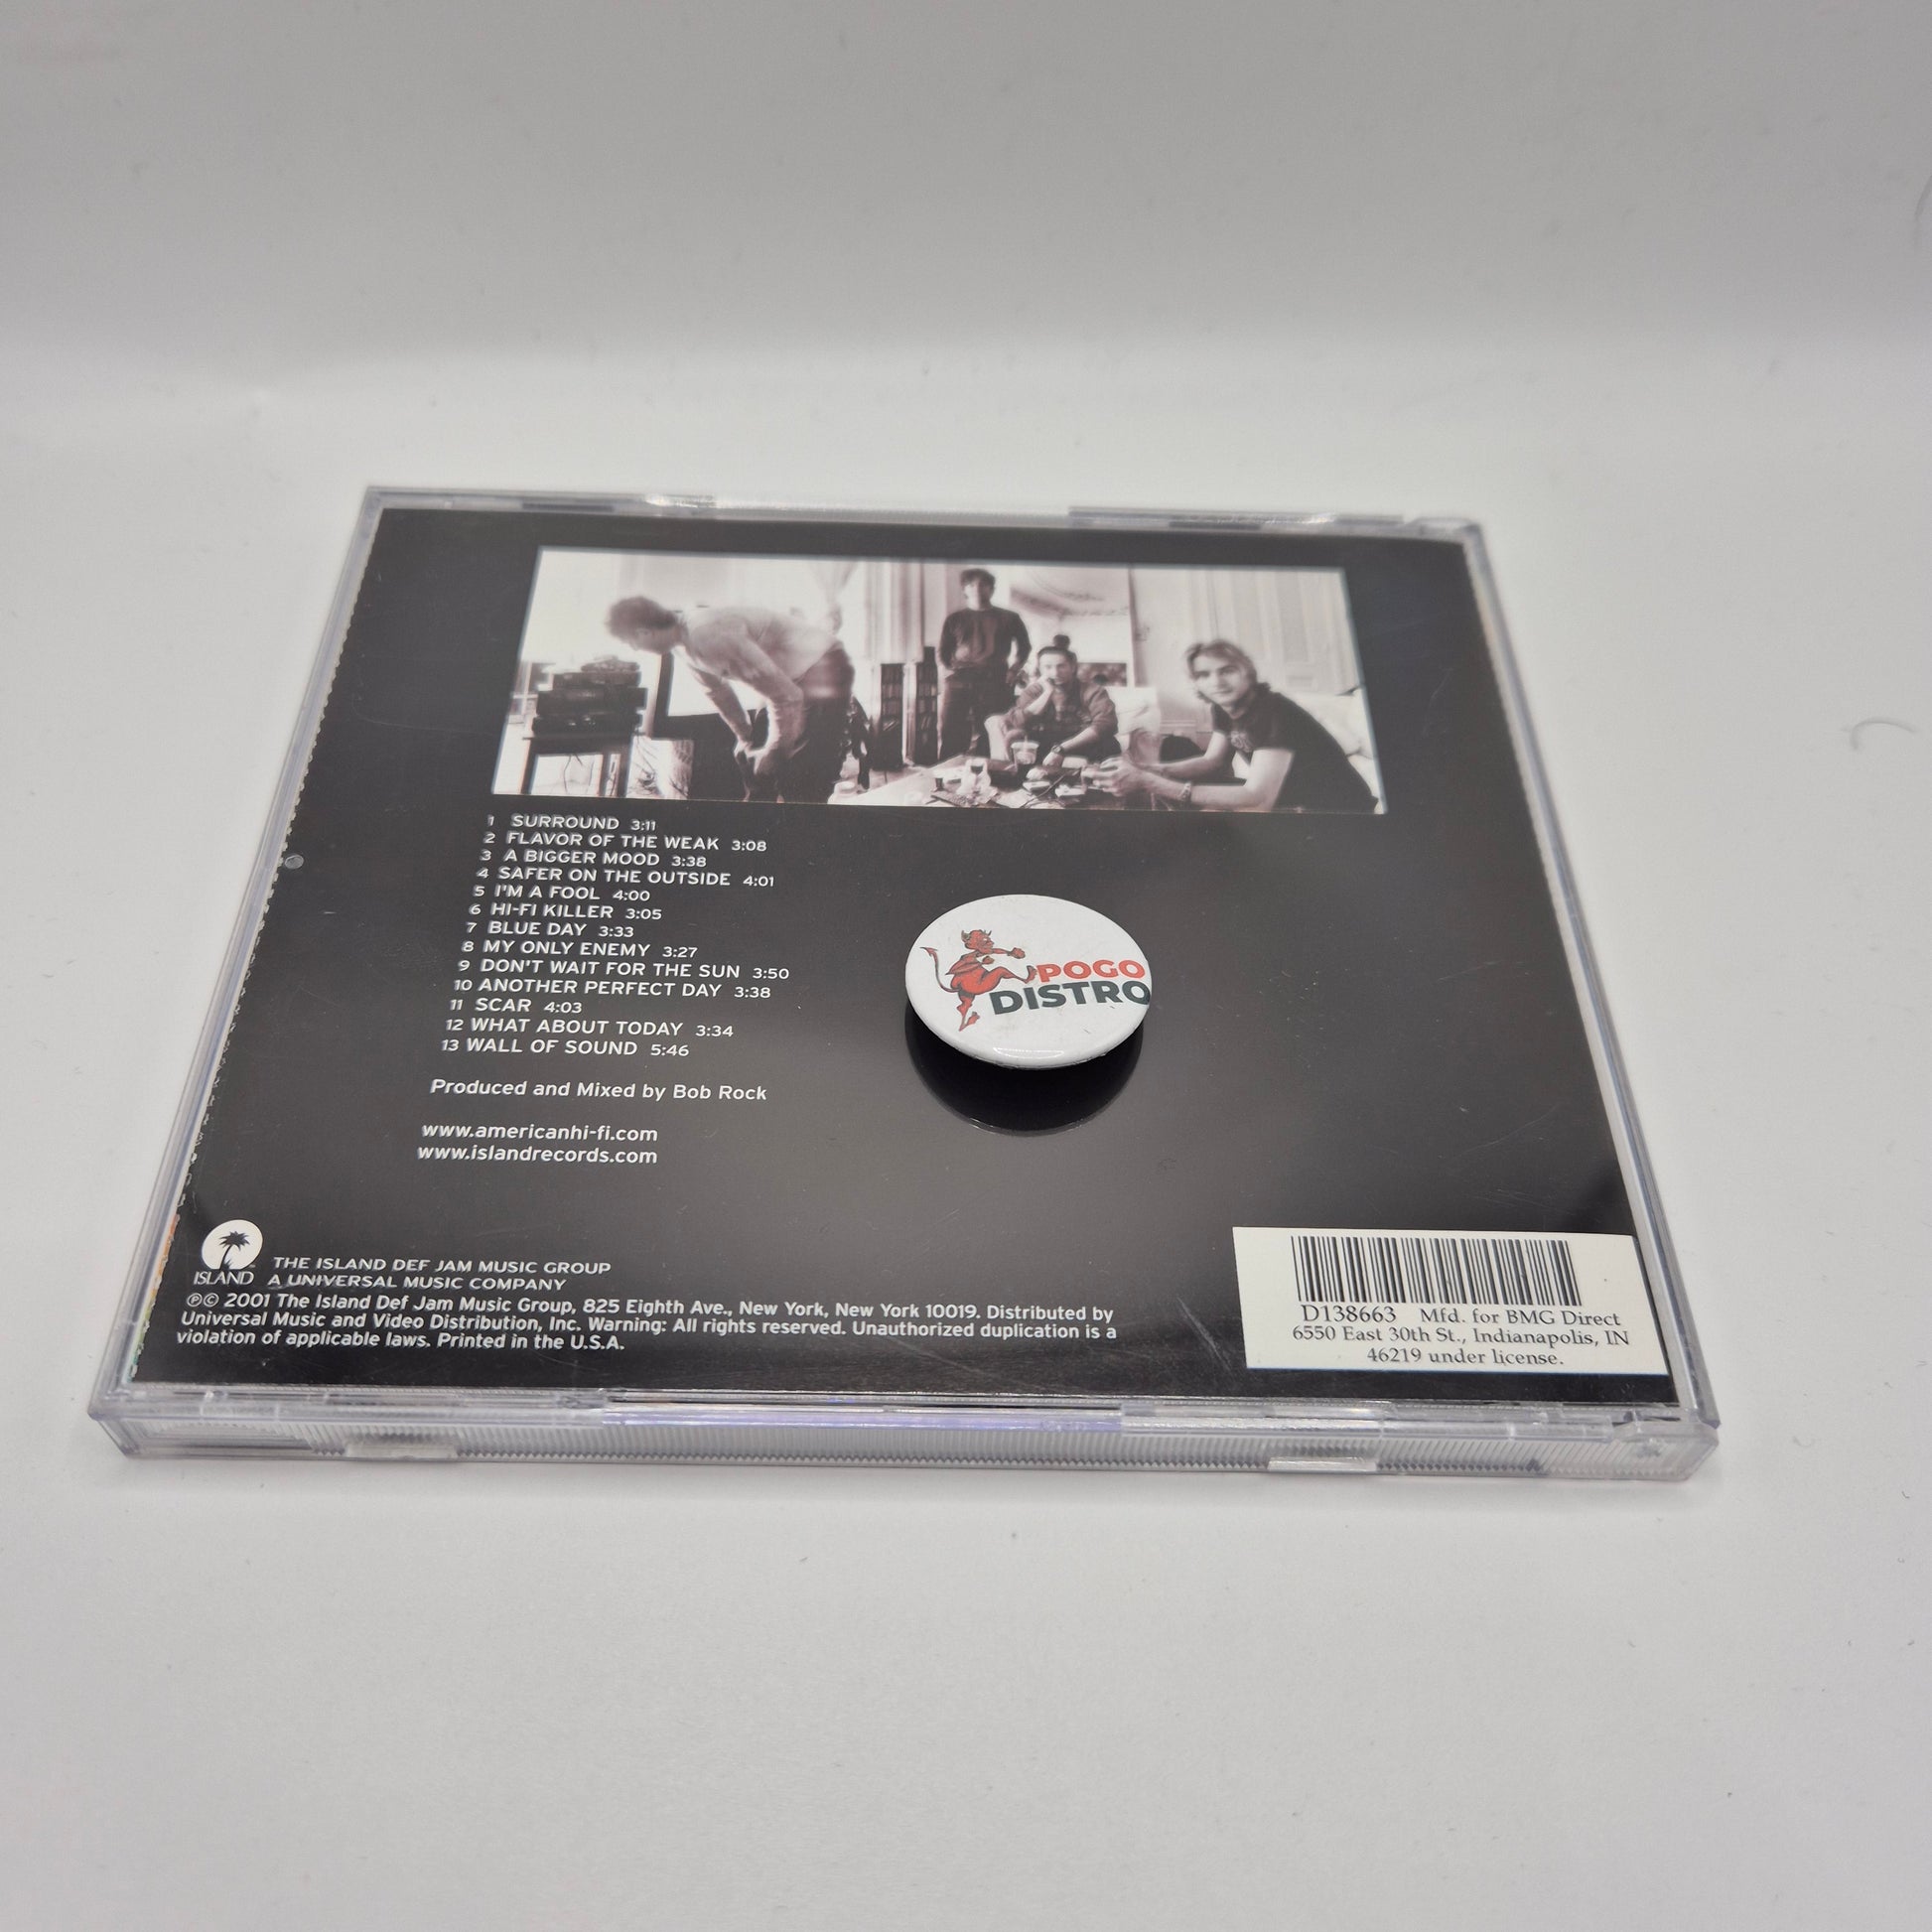 1 SURROUND 3:11
2 FLAVOR OF THE WEAK 3:08
3 A BIGGER MOOD 3:38
4 SAFER ON THE OUTSIDE 4:01
5 I'M A FOOL 4:00
6 HI-FI KILLER 3:05
7 BLUE DAY 3:33
8 MY ONLY ENEMY 3:27
9 DON'T WAIT FOR THE SUN 3:50
10 ANOTHER PERFECT DAY 3:38
11 SCAR 4:03
12 WHAT ABOUT TODAY 3:34
13 WALL OF SOUND 5:46
Produced and Mixed by Bob Rock
www.americanhi-fi.com
www.islandrecords.com
POGO
DISTRO
ISLAND
THE ISLAND DEF JAM MUSIC GROUP
A UNIVERSAL MUSIC COMPANY
℗© 2001 The Island Def Jam Music Group, 825 Eighth Ave., New York, New York 10019. Distributed by
Universal Music and Video Distribution, Inc. Warning: All rights reserved. Unauthorized duplication is a
violation of applicable laws. Printed in the U.S.A.
D138663 Mfd. for BMG Direct
6550 East 30th St., Indianapolis, IN
46219 under license.